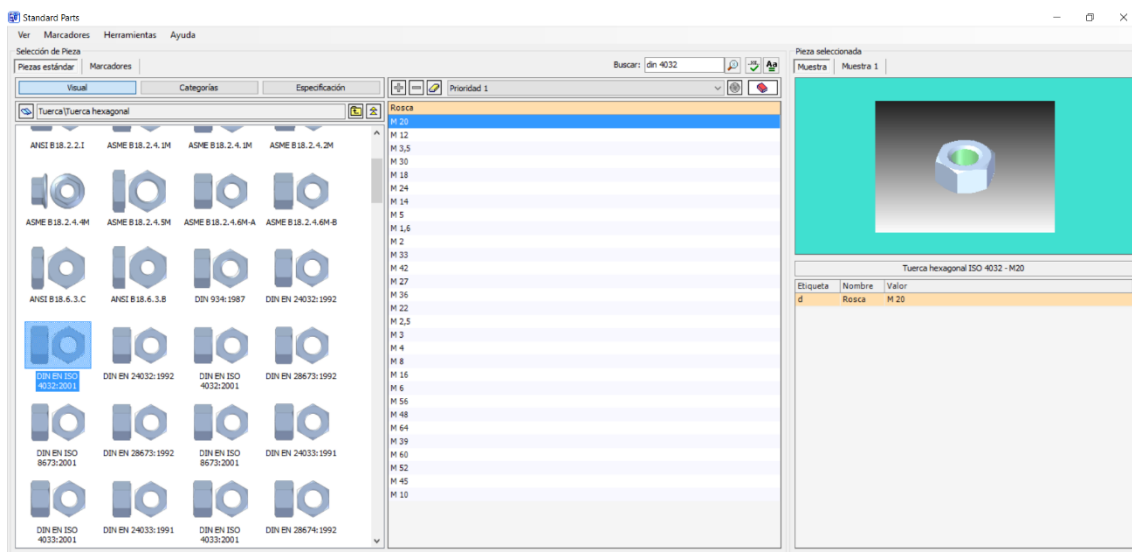 Standard Parts
Ver Marcadores Herramientas Ayuda
Selección de Pieza
Piezas estándar Marcadores
Buscar: din 4032
Visual Categorías Especificación
Prioridad 1
Tuerca\Tuerca hexagonal
ANSI B18.2.2.I ASME B18.2.4.1M ASME B18.2.4.1M ASME B18.2.4.2M
ASME B18.2.4.4M ASME B18.2.4.5M ASME B18.2.4.6M-A ASME B18.2.4.6M-B
ANSI B18.6.3.C ANSI B18.6.3.B DIN 934:1987 DIN EN 24032:1992
DIN EN ISO 4032:2001 DIN EN 24032:1992 DIN EN ISO 4032:2001 DIN EN 28673:1992
DIN EN ISO 8673:2001 DIN EN 28673:1992 DIN EN ISO 8673:2001 DIN EN 24033:1991
DIN EN ISO 4033:2001 DIN EN 24033:1991 DIN EN ISO 4033:2001 DIN EN 28674:1992
Rosca
M 20
M 12
M 3,5
M 30
M 18
M 24
M 14
M 5
M 1,6
M 2
M 33
M 42
M 27
M 36
M 22
M 2,5
M 3
M 4
M 8
M 16
M 6
M 56
M 48
M 64
M 39
M 60
M 52
M 45
M 10
Pieza seleccionada
Muestra Muestra 1
Tuerca hexagonal ISO 4032 - M20
Etiqueta Nombre Valor
d Rosca M 20